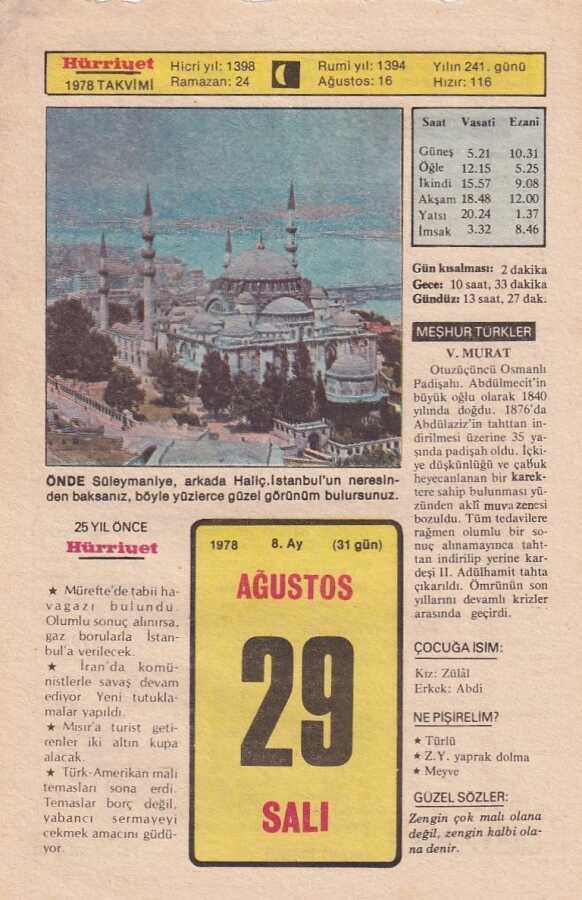 Hürriyet
1978 TAKVİMİ
Hicri yıl: 1398
Ramazan: 24
Rumi yıl: 1394
Ağustos: 16
Yılın 241. günü
Hızır: 116
Saat Vasati Ezani
Güneş 5.21 10.31
Öğle 12.15 5.25
İkindi 15.57 9.08
Akşam 18.48 12.00
Yatsı 20.24 1.37
İmsak 3.32 8.46
Gün kısalması: 2 dakika
Gece: 10 saat, 33 dakika
Gündüz: 13 saat, 27 dak.
MEŞHUR TÜRKLER
V. MURAT
Otuzüçüncü Osmanlı
Padişahı. Abdülmecit'in
büyük oğlu olarak 1840
yılında doğdu. 1876'da
Abdülaziz'in tahttan in-
dirilmesi üzerine 35 ya-
şında padişah oldu. İçki-
ye düşkünlüğü ve çabuk
heyecanlanan bir karek-
tere sahip bulunması yü-
zünden aklî muvazenesi
bozuldu. Tüm tedavilere
rağmen olumlu bir so-
nuç alınamayınca taht-
tan indirilip yerine kar-
deşi II. Adülhamit tahta
çıkarıldı. Ömrünün son
yıllarını devamlı krizler
arasında geçirdi.
ÖNDE Süleymaniye, arkada Haliç.İstanbul'un neresin-
den baksanız, böyle yüzlerce güzel görünüm bulursunuz.
25 YIL ÖNCE
Hürriyet
★ Mürefte'de tabii ha-
vagazı bulundu.
Olumlu sonuç alınırsa,
gaz borularla İstan-
bul'a verilecek.
★ İran'da komü-
nistlerle savaş devam
ediyor. Yeni tutukla-
malar yapıldı.
★ Mısır'a turist geti-
renler iki altın kupa
alacak.
★ Türk-Amerikan mali
temasları sona erdi.
Temaslar borç değil,
yabancı sermayeyi
çekmek amacını güdü-
yor.
1978 8. Ay (31 gün)
AĞUSTOS
29
SALI
ÇOCUĞA İSİM:
Kız: Zülâl
Erkek: Abdi
NE PİŞİRELİM?
★ Türlü
★ Z.Y. yaprak dolma
★ Meyve
GÜZEL SÖZLER:
Zengin çok malı olana
değil, zengin kalbi ola-
na denir.